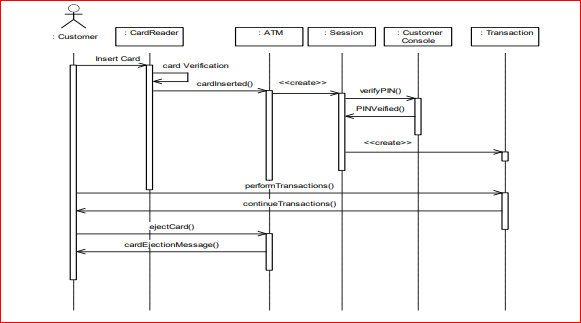 : Customer
: CardReader
: ATM
: Session
: Customer
Console
: Transaction
Insert Card
card Verification
cardInserted()
<<create>>
verifyPIN()
PINVeified()
<<create>>
performTransactions()
continueTransactions()
ejectCard()
cardEjectionMessage()